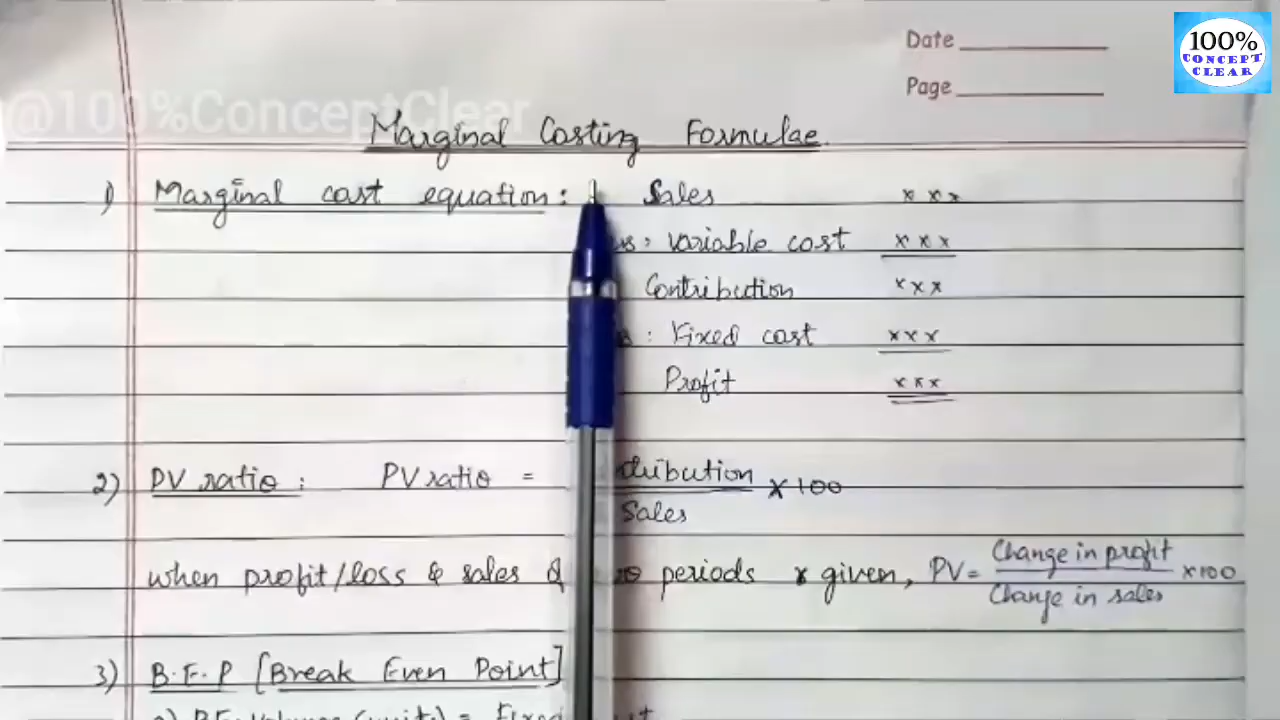 Date
100%
CONCEPT
CLEAR
Page
@100%ConceptClear
Marginal Costing Formulae
1) Marginal cost equation: Sales xxx
: variable cost xxx
Contribution xxx
: Fixed cost xxx
Profit xxx
2) PV ratio : PV ratio = tribution × 100
Sales
when profit/loss & sales periods given, PV = Change in profit × 100
Change in sales
3) B.E.P [Break Even Point]
= Fixed